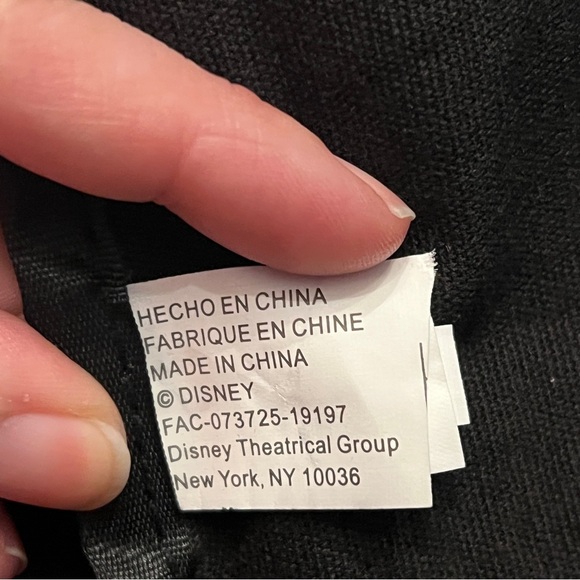 HECHO EN CHINA
FABRIQUE EN CHINE
MADE IN CHINA
© DISNEY
FAC-073725-19197
Disney Theatrical Group
New York, NY 10036